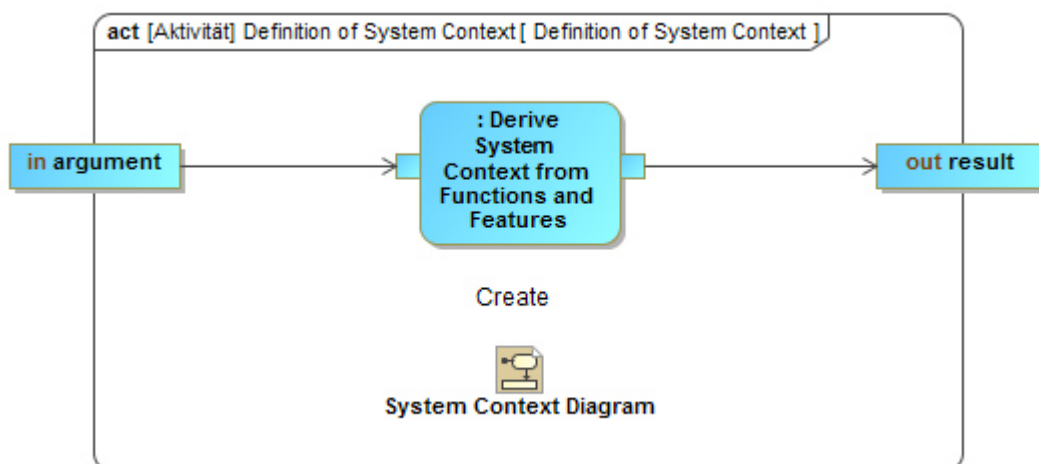 act [Aktivität] Definition of System Context [ Definition of System Context ]
in argument
: Derive
System
Context from
Functions and
Features
out result
Create
System Context Diagram